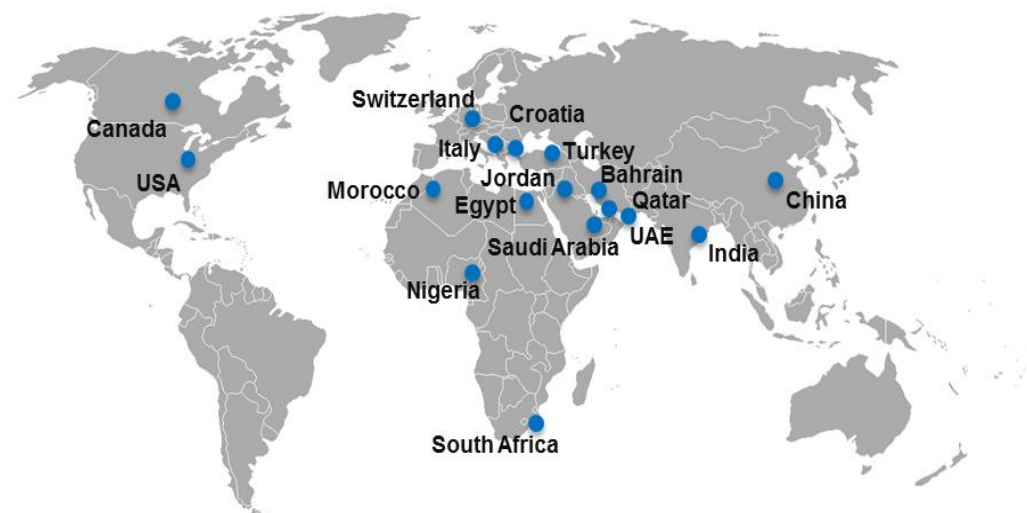 Switzerland
Croatia
Canada
Italy
Turkey
USA
Morocco
Jordan
Bahrain
Egypt
Qatar
China
Saudi Arabia
UAE
India
Nigeria
South Africa